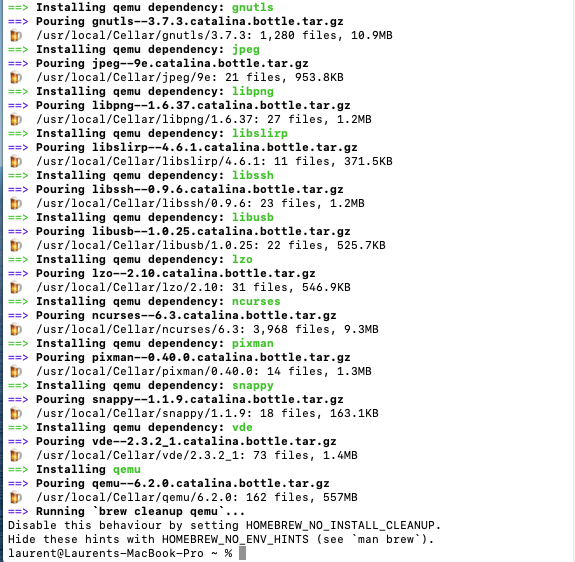 ==> Installing qemu dependency: gnutls
==> Pouring gnutls--3.7.3.catalina.bottle.tar.gz
/usr/local/Cellar/gnutls/3.7.3: 1,280 files, 10.9MB
==> Installing qemu dependency: jpeg
==> Pouring jpeg--9e.catalina.bottle.tar.gz
/usr/local/Cellar/jpeg/9e: 21 files, 953.8KB
==> Installing qemu dependency: libpng
==> Pouring libpng--1.6.37.catalina.bottle.tar.gz
/usr/local/Cellar/libpng/1.6.37: 27 files, 1.2MB
==> Installing qemu dependency: libslirp
==> Pouring libslirp--4.6.1.catalina.bottle.tar.gz
/usr/local/Cellar/libslirp/4.6.1: 11 files, 371.5KB
==> Installing qemu dependency: libssh
==> Pouring libssh--0.9.6.catalina.bottle.tar.gz
/usr/local/Cellar/libssh/0.9.6: 23 files, 1.2MB
==> Installing qemu dependency: libusb
==> Pouring libusb--1.0.25.catalina.bottle.tar.gz
/usr/local/Cellar/libusb/1.0.25: 22 files, 525.7KB
==> Installing qemu dependency: lzo
==> Pouring lzo--2.10.catalina.bottle.tar.gz
/usr/local/Cellar/lzo/2.10: 31 files, 546.9KB
==> Installing qemu dependency: ncurses
==> Pouring ncurses--6.3.catalina.bottle.tar.gz
/usr/local/Cellar/ncurses/6.3: 3,968 files, 9.3MB
==> Installing qemu dependency: pixman
==> Pouring pixman--0.40.0.catalina.bottle.tar.gz
/usr/local/Cellar/pixman/0.40.0: 14 files, 1.3MB
==> Installing qemu dependency: snappy
==> Pouring snappy--1.1.9.catalina.bottle.tar.gz
/usr/local/Cellar/snappy/1.1.9: 18 files, 163.1KB
==> Installing qemu dependency: vde
==> Pouring vde--2.3.2_1.catalina.bottle.tar.gz
/usr/local/Cellar/vde/2.3.2_1: 73 files, 1.4MB
==> Installing qemu
==> Pouring qemu--6.2.0.catalina.bottle.tar.gz
/usr/local/Cellar/qemu/6.2.0: 162 files, 557MB
==> Running `brew cleanup qemu`...
Disable this behaviour by setting HOMEBREW_NO_INSTALL_CLEANUP.
Hide these hints with HOMEBREW_NO_ENV_HINTS (see `man brew`).
laurent@Laurents-MacBook-Pro ~ %